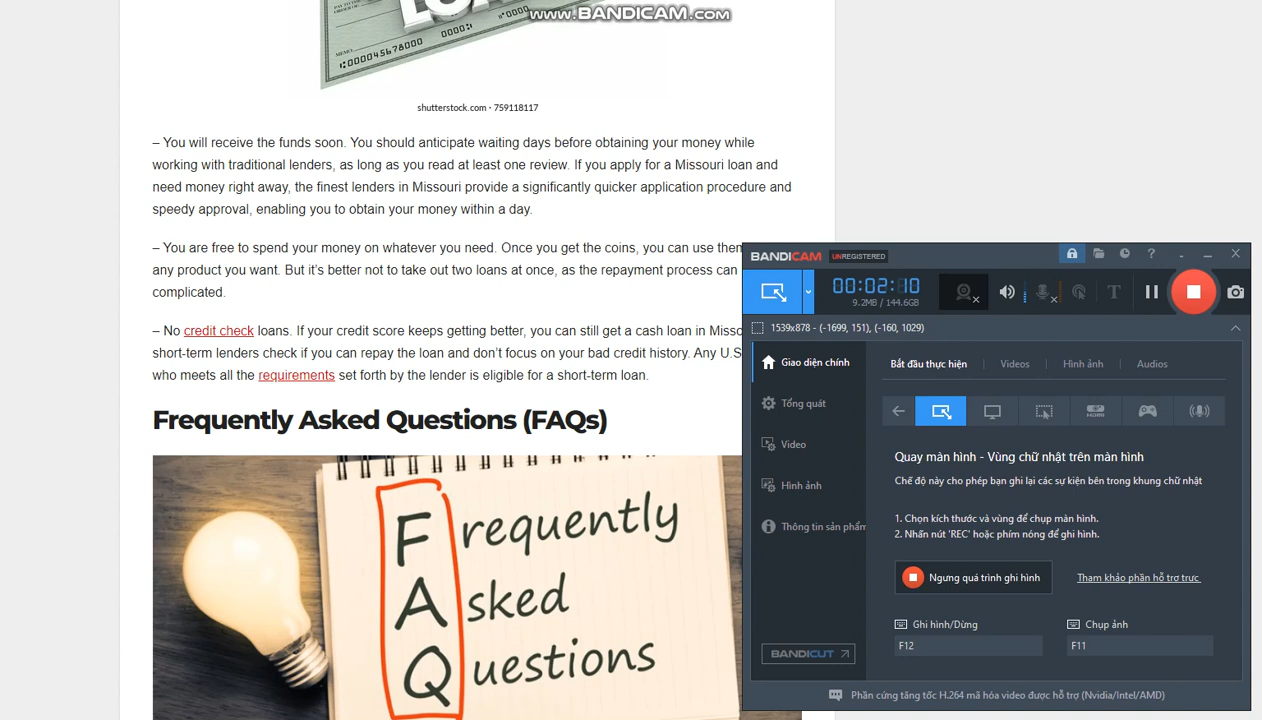 www.BANDICAM.com
MEMO
⑆000045678000 0000⑈ ⑆0000
shutterstock.com · 759118117
– You will receive the funds soon. You should anticipate waiting days before obtaining your money while
working with traditional lenders, as long as you read at least one review. If you apply for a Missouri loan and
need money right away, the finest lenders in Missouri provide a significantly quicker application procedure and
speedy approval, enabling you to obtain your money within a day.
– You are free to spend your money on whatever you need. Once you get the coins, you can use them
any product you want. But it’s better not to take out two loans at once, as the repayment process can
complicated.
– No credit check loans. If your credit score keeps getting better, you can still get a cash loan in
short-term lenders check if you can repay the loan and don’t focus on your bad credit history. Any U.S
who meets all the requirements set forth by the lender is eligible for a short-term loan.
Frequently Asked Questions (FAQs)
Frequently
Asked
Questions
BANDICAM UNREGISTERED
00:02:10
9.2MB / 144.6GB
1539x878 - (-1699, 151), (-160, 1029)
Giao diện chính
Tổng quát
Video
Hình ảnh
Thông tin sản phẩm
BANDICUT
Bắt đầu thực hiện Videos Hình ảnh Audios
HDMI
Quay màn hình - Vùng chữ nhật trên màn hình
Chế độ này cho phép bạn ghi lại các sự kiện bên trong khung chữ nhật
1. Chọn kích thước và vùng để chụp màn hình.
2. Nhấn nút 'REC' hoặc phím nóng để ghi hình.
Ngưng quá trình ghi hình Tham khảo phần hỗ trợ trực
Ghi hình/Dừng Chụp ảnh
F12 F11
Phần cứng tăng tốc H.264 mã hóa video được hỗ trợ (Nvidia/Intel/AMD)